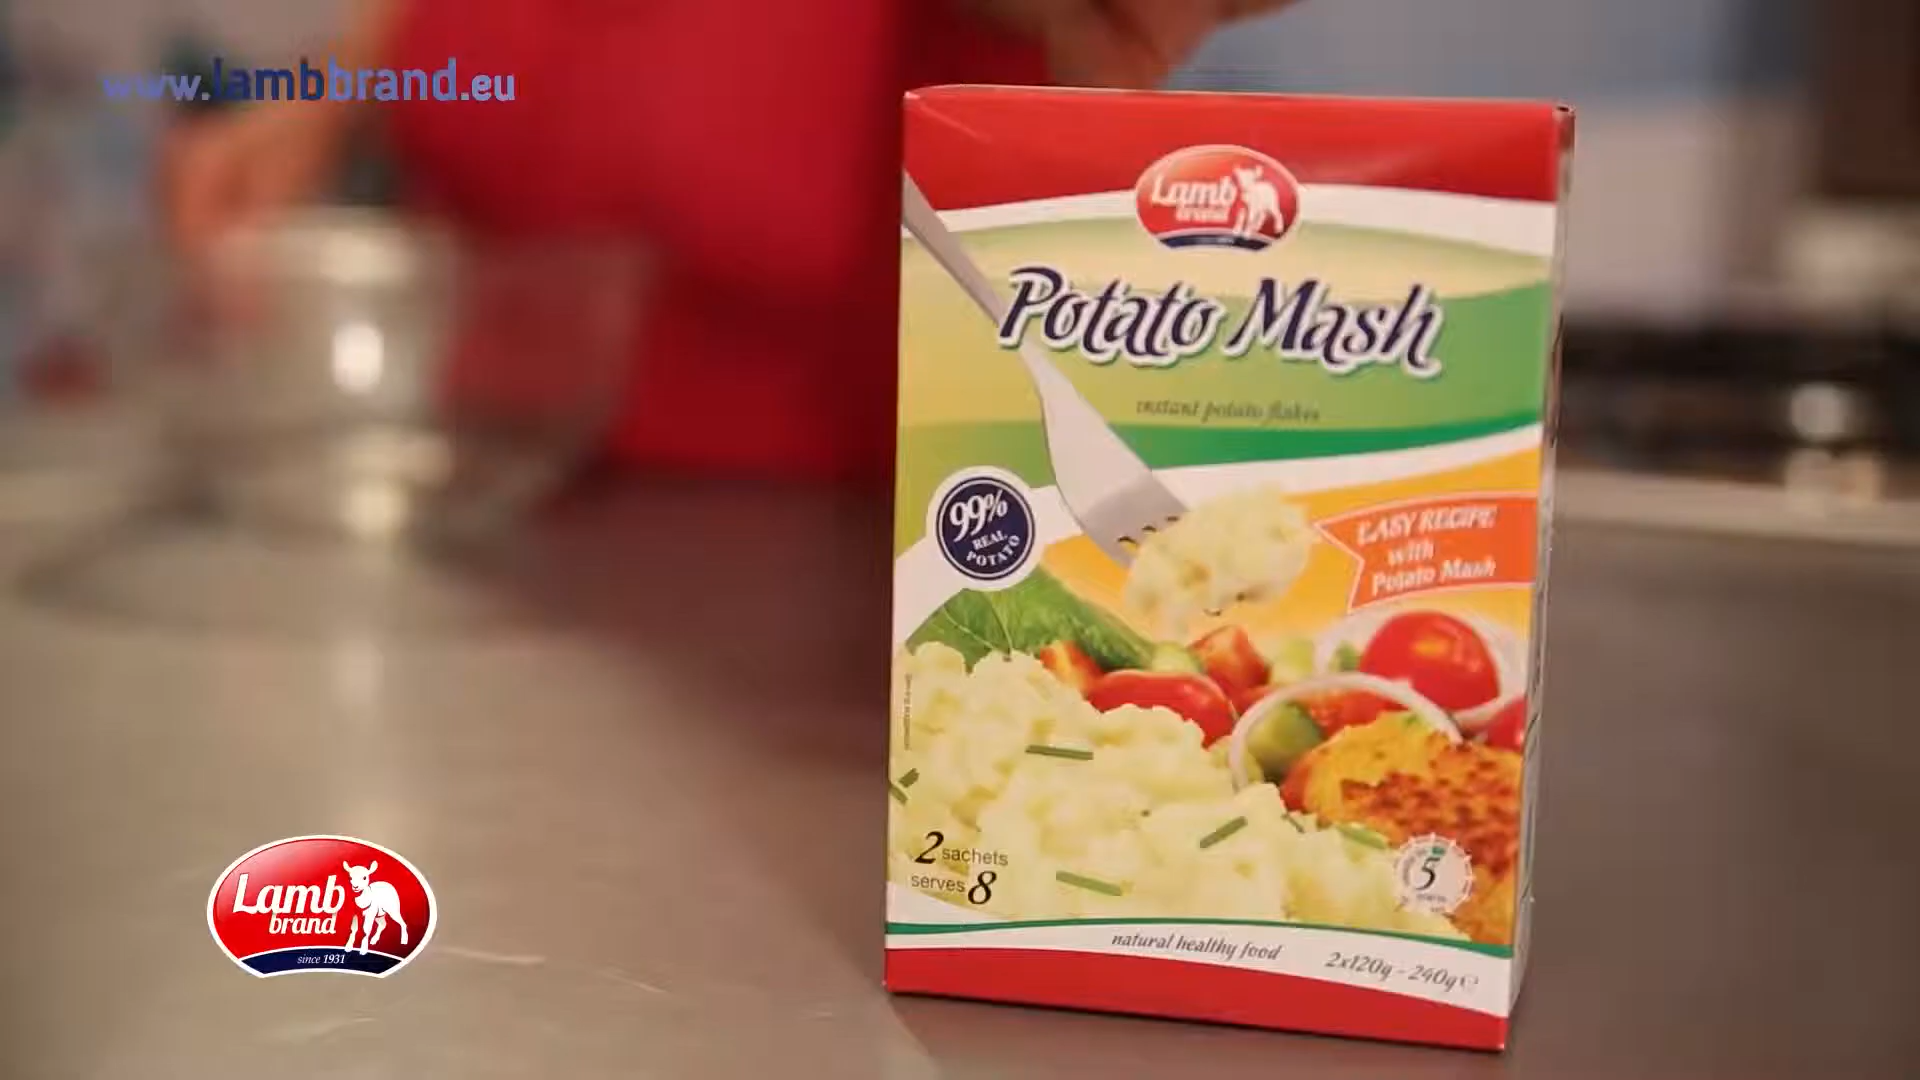 www.lambbrand.eu
Lamb
brand
Potato Mash
instant potato flakes
99%
REAL
POTATO
EASY RECIPE
with
Potato Mash
2 sachets
serves 8
5
natural healthy food
2x120g - 240g e
Lamb
brand
since 1931